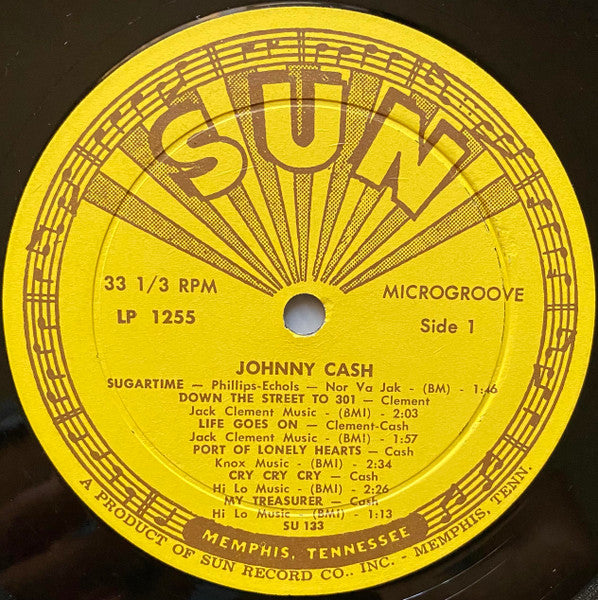 SUN
33 1/3 RPM
MICROGROOVE
LP 1255
Side 1
JOHNNY CASH
SUGARTIME — Phillips-Echols — Nor Va Jak - (BM) - 1:46
DOWN THE STREET TO 301 — Clement
Jack Clement Music - (BMI) - 2:03
LIFE GOES ON — Clement-Cash
Jack Clement Music - (BMI) - 1:57
PORT OF LONELY HEARTS — Cash
Knox Music - (BMI) - 2:34
CRY CRY CRY — Cash
Hi Lo Music - (BMI) - 2:26
MY TREASURER — Cash
Hi Lo Music - (BMI) - 1:13
SU 133
MEMPHIS, TENNESSEE
A PRODUCT OF SUN RECORD CO., INC. - MEMPHIS, TENN.